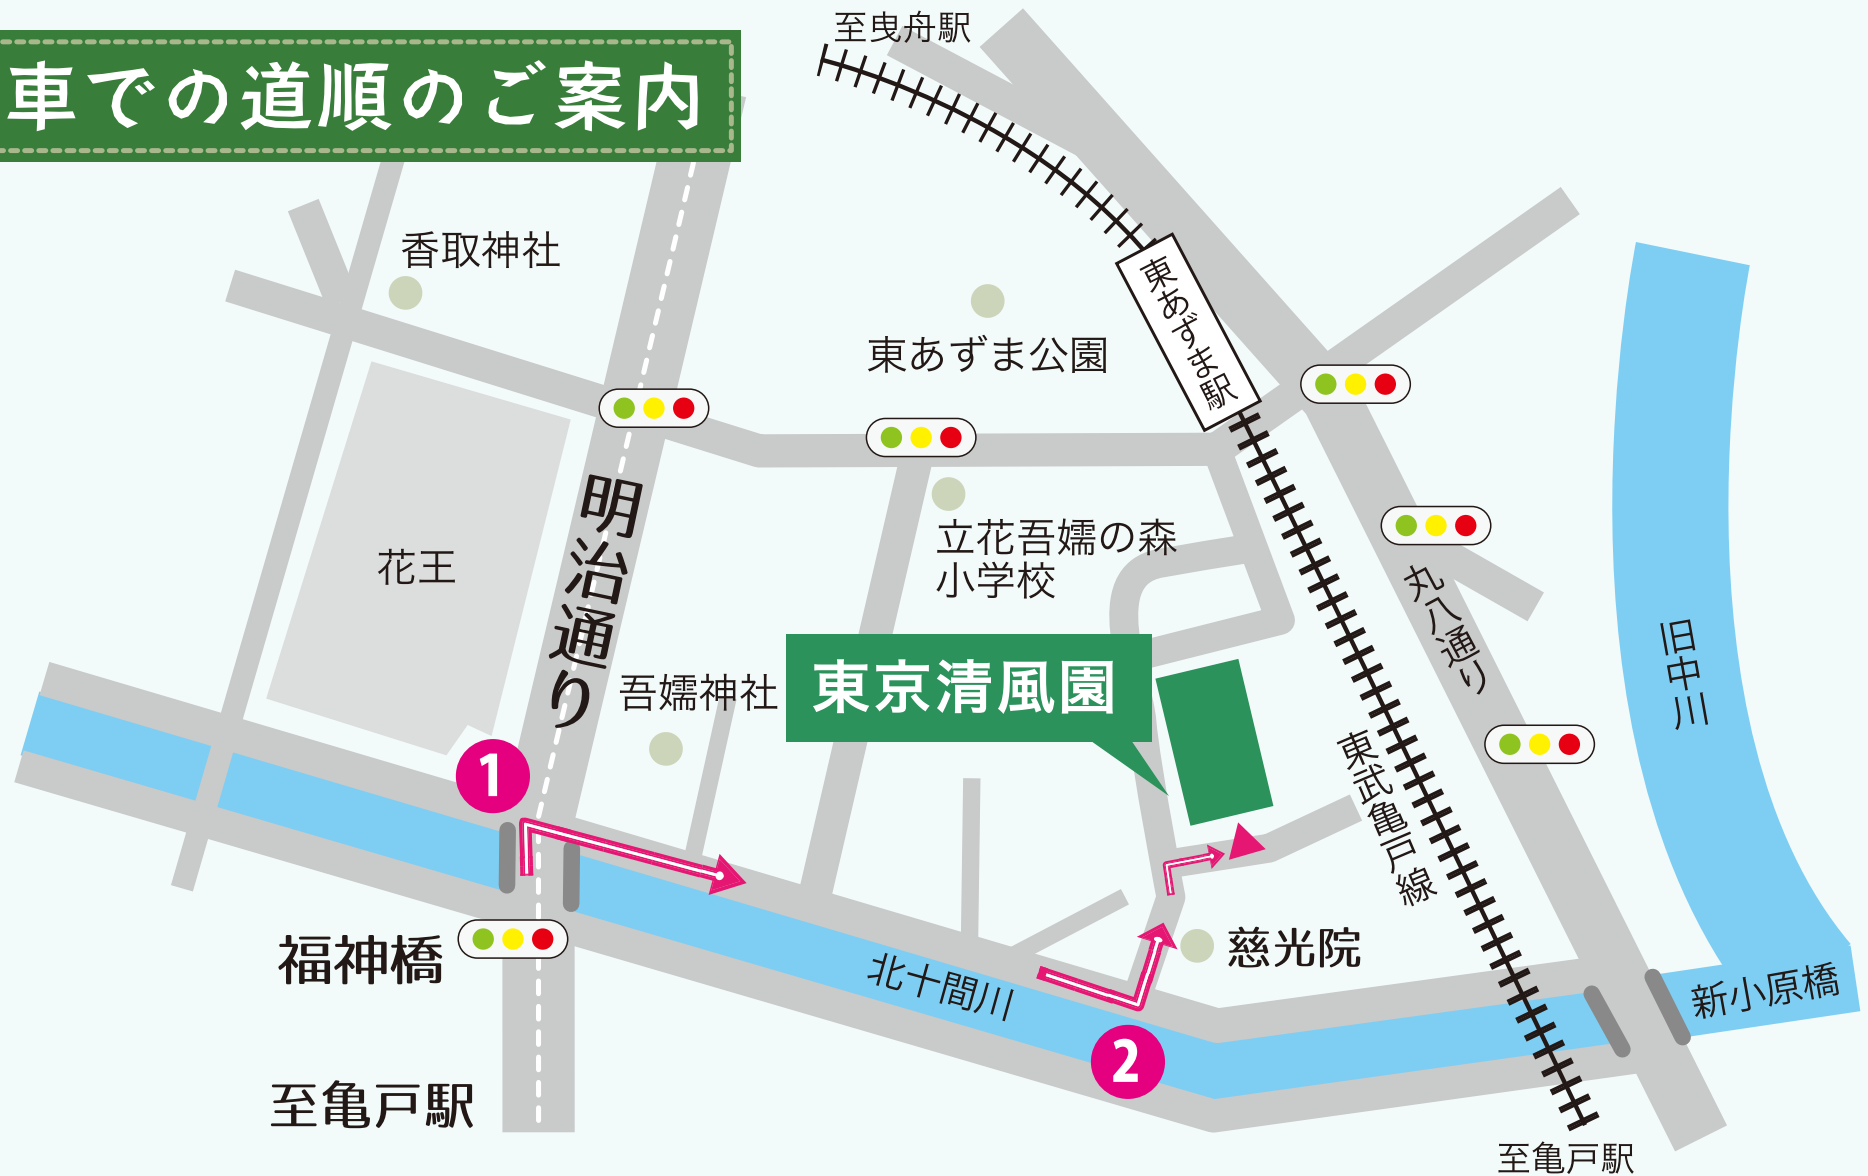 至曳舟駅
車での道順のご案内
香取神社
東あずま駅
東あずま公園
明治通り
立花吾嬬の森
小学校
花王
丸八通り
旧中川
吾嬬神社
東京清風園
東武亀戸線
1
福神橋
慈光院
北十間川
新小原橋
2
至亀戸駅
至亀戸駅